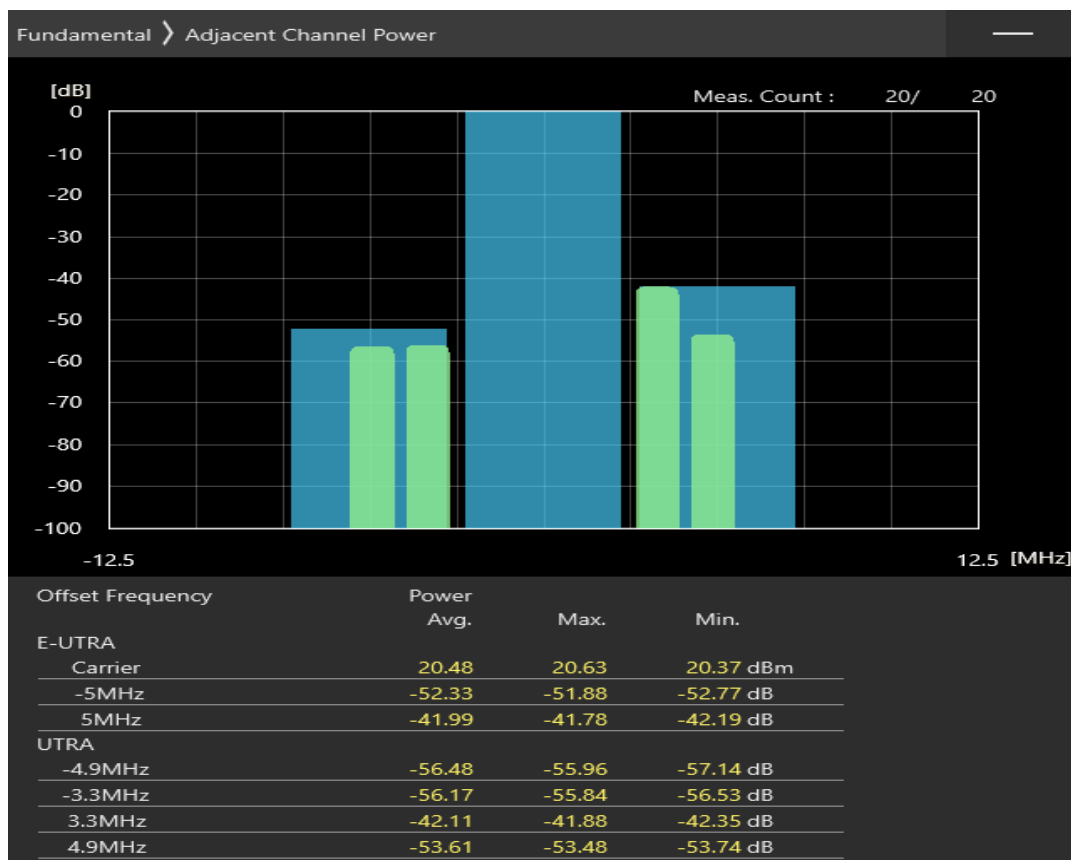 Fundamental ❯ Adjacent Channel Power
[dB]
Meas. Count : 20/ 20
0
-10
-20
-30
-40
-50
-60
-70
-80
-90
-100
-12.5 12.5 [MHz]
Offset Frequency Power
Avg. Max. Min.
E-UTRA
Carrier 20.48 20.63 20.37 dBm
-5MHz -52.33 -51.88 -52.77 dB
5MHz -41.99 -41.78 -42.19 dB
UTRA
-4.9MHz -56.48 -55.96 -57.14 dB
-3.3MHz -56.17 -55.84 -56.53 dB
3.3MHz -42.11 -41.88 -42.35 dB
4.9MHz -53.61 -53.48 -53.74 dB